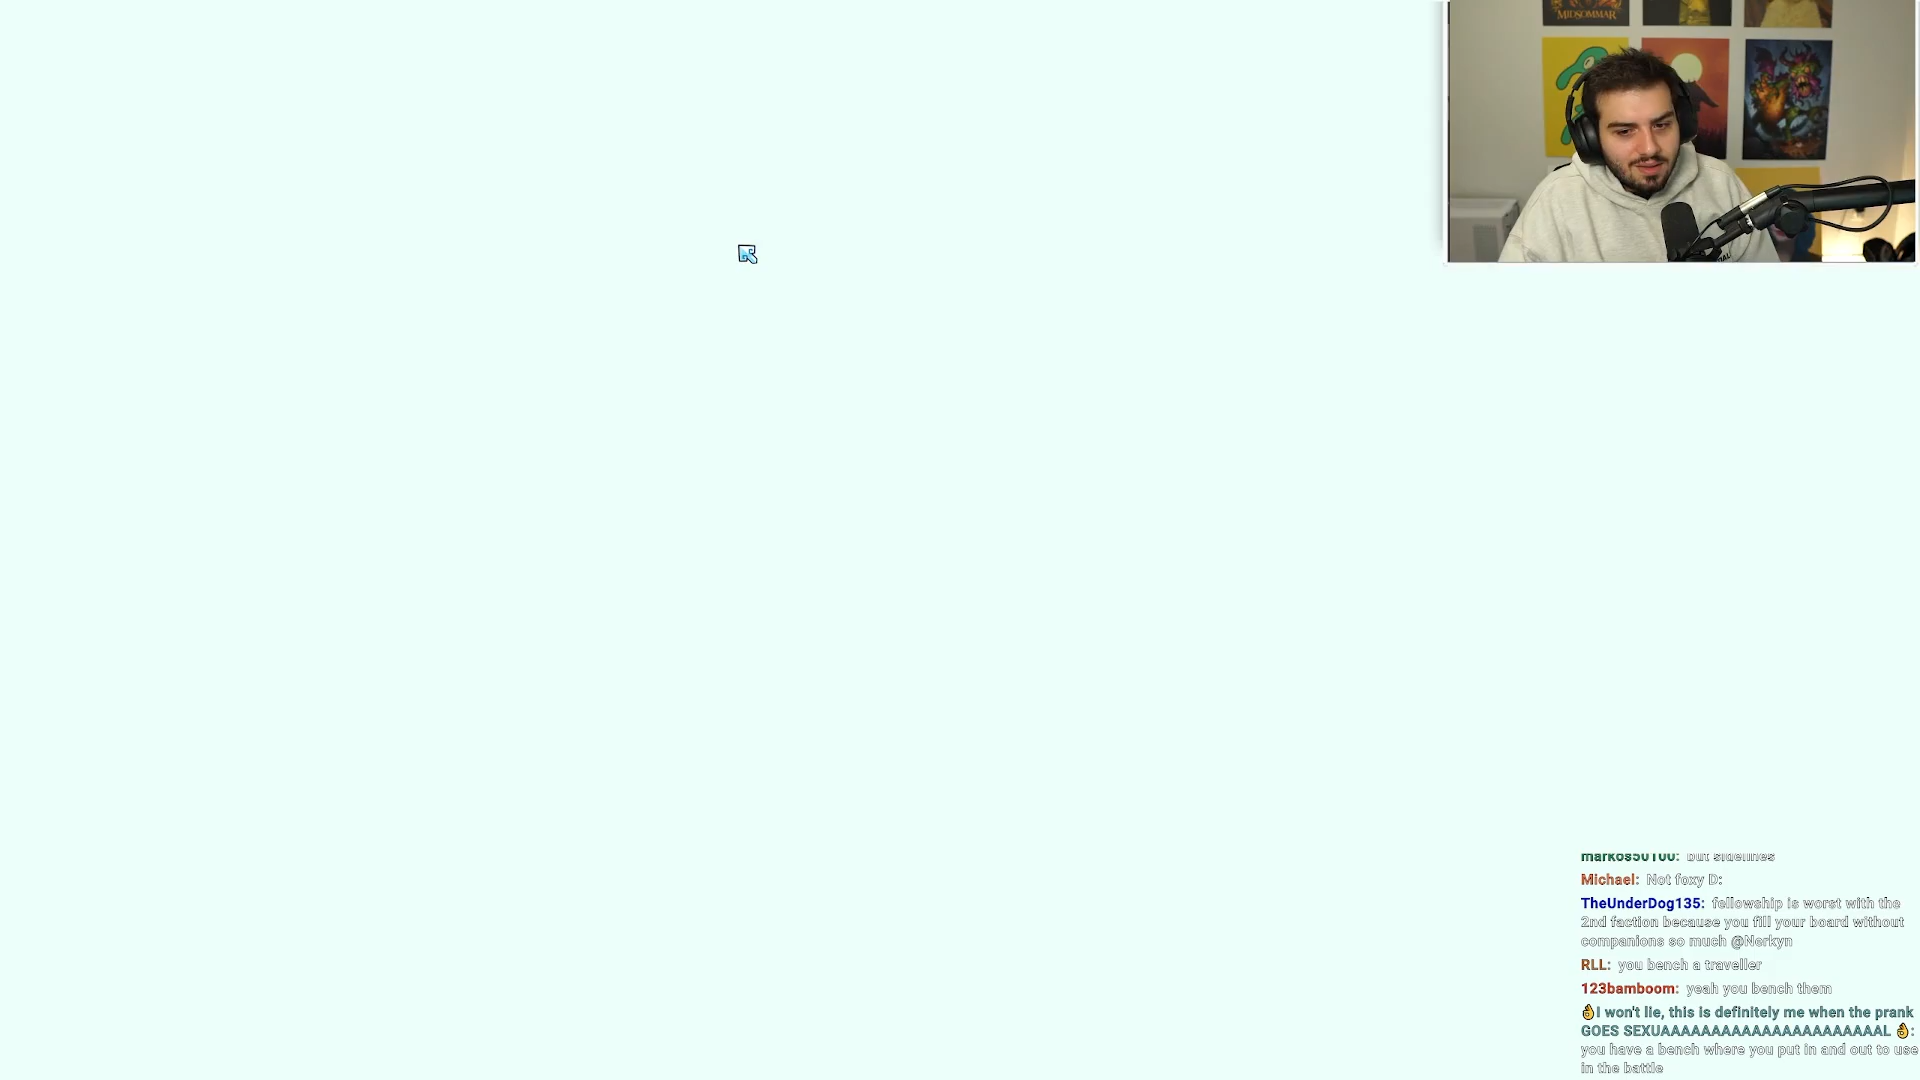 MIDSOMMAR
markos50100: but sidelines
Michael: Not foxy D:
TheUnderDog135: fellowship is worst with the
2nd faction because you fill your board without
companions so much @Nerkyn
RLL: you bench a traveller
123bamboom: yeah you bench them
👌I won't lie, this is definitely me when the prank
GOES SEXUAAAAAAAAAAAAAAAAAAAAAAL 👌:
you have a bench where you put in and out to use
in the battle